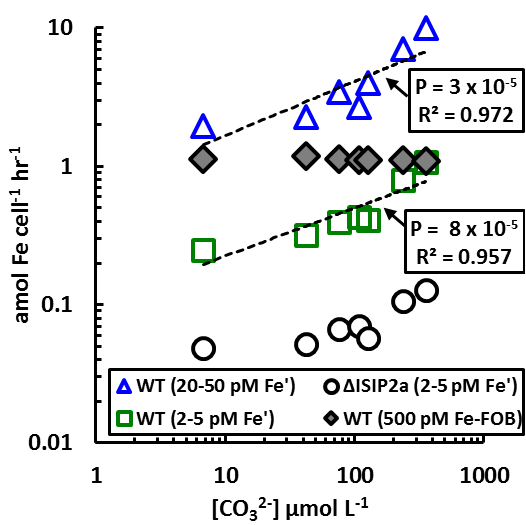 10
1
0.1
0.01
amol Fe cell⁻¹ hr⁻¹
P = 3 x 10⁻⁵
R² = 0.972
P = 8 x 10⁻⁵
R² = 0.957
WT (20-50 pM Fe') ΔISIP2a (2-5 pM Fe')
WT (2-5 pM Fe') WT (500 pM Fe-FOB)
1 10 100 1000
[CO₃²⁻] µmol L⁻¹